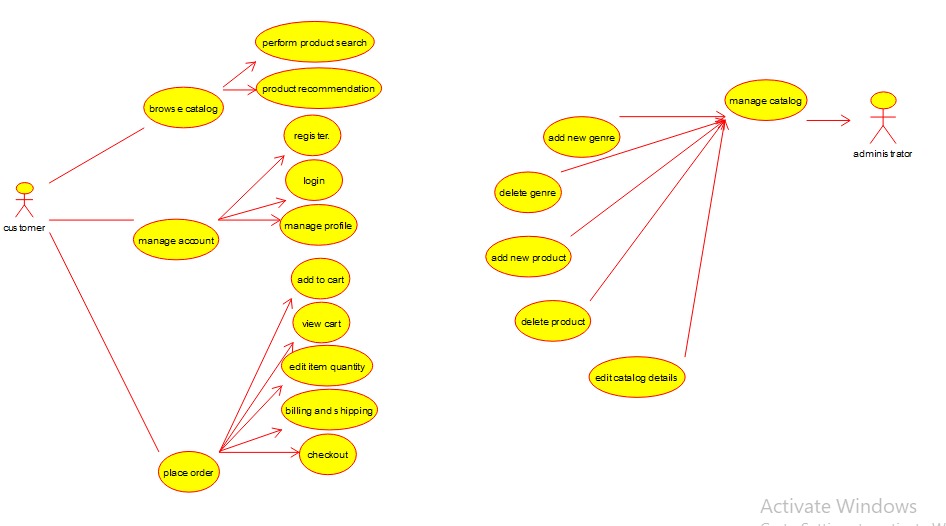 perform product search
product recommendation
browse catalog
register.
login
manage profile
customer
manage account
add to cart
view cart
edit item quantity
billing and shipping
checkout
place order
manage catalog
add new genre
administrator
delete genre
add new product
delete product
edit catalog details
Activate Windows